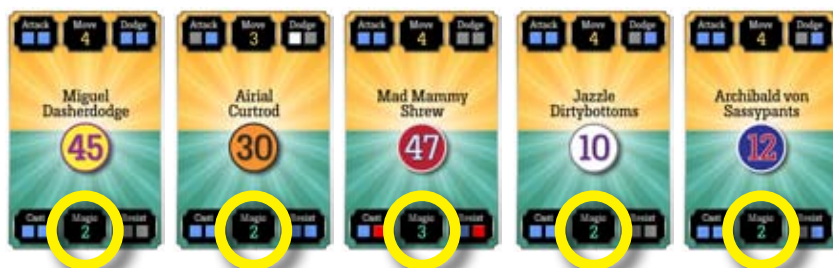 Attack Move Dodge
4
Miguel
Dasherdodge
45
Cast Magic Resist
2
Attack Move Dodge
3
Airial
Curtrod
30
Cast Magic Resist
2
Attack Move Dodge
4
Mad Mammy
Shrew
47
Cast Magic Resist
3
Attack Move Dodge
4
Jazzle
Dirtybottoms
10
Cast Magic Resist
2
Attack Move Dodge
4
Archibald von
Sassypants
12
Cast Magic Resist
2